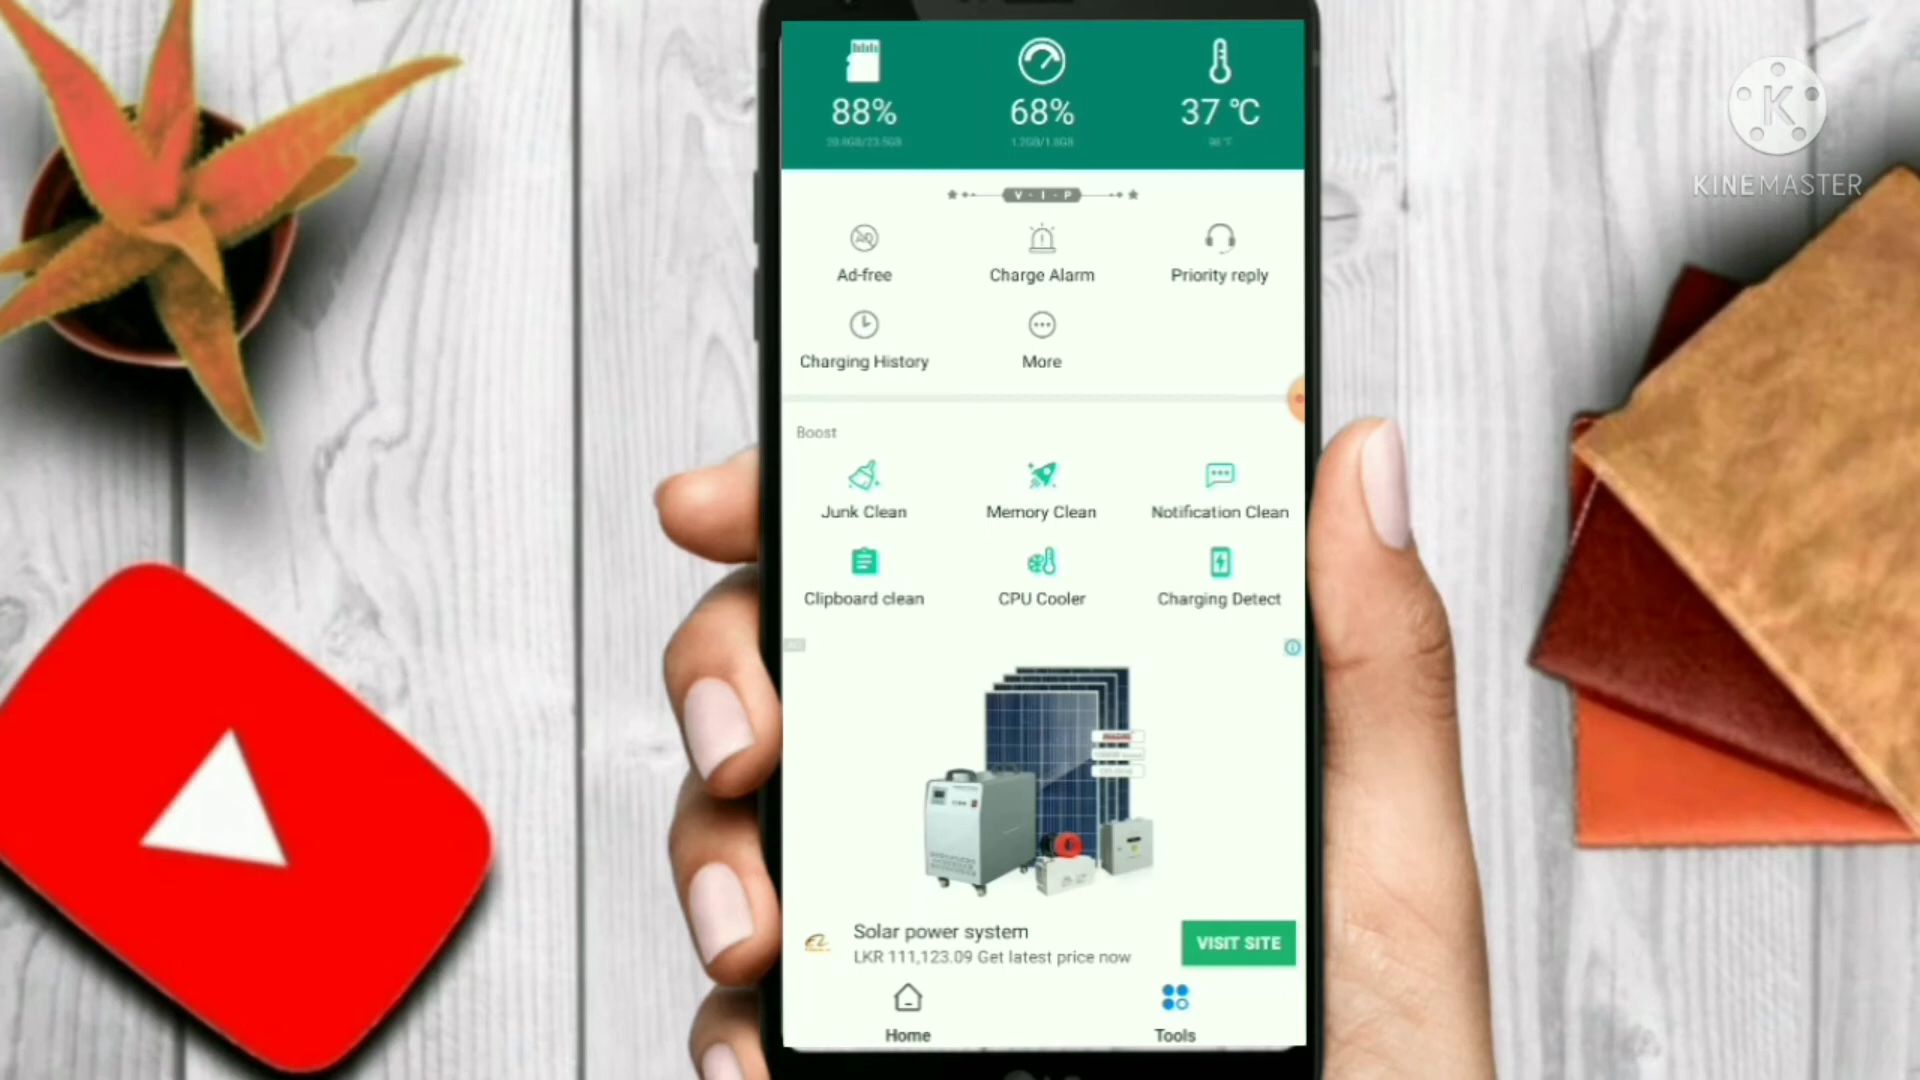 88%
68%
37 °C
20.8GB/23.5GB
1.2GB/1.8GB
V · I · P
KINEMASTER
Ad-free
Charge Alarm
Priority reply
Charging History
More
Boost
Junk Clean
Memory Clean
Notification Clean
Clipboard clean
CPU Cooler
Charging Detect
Solar power system
LKR 111,123.09 Get latest price now
VISIT SITE
Home
Tools